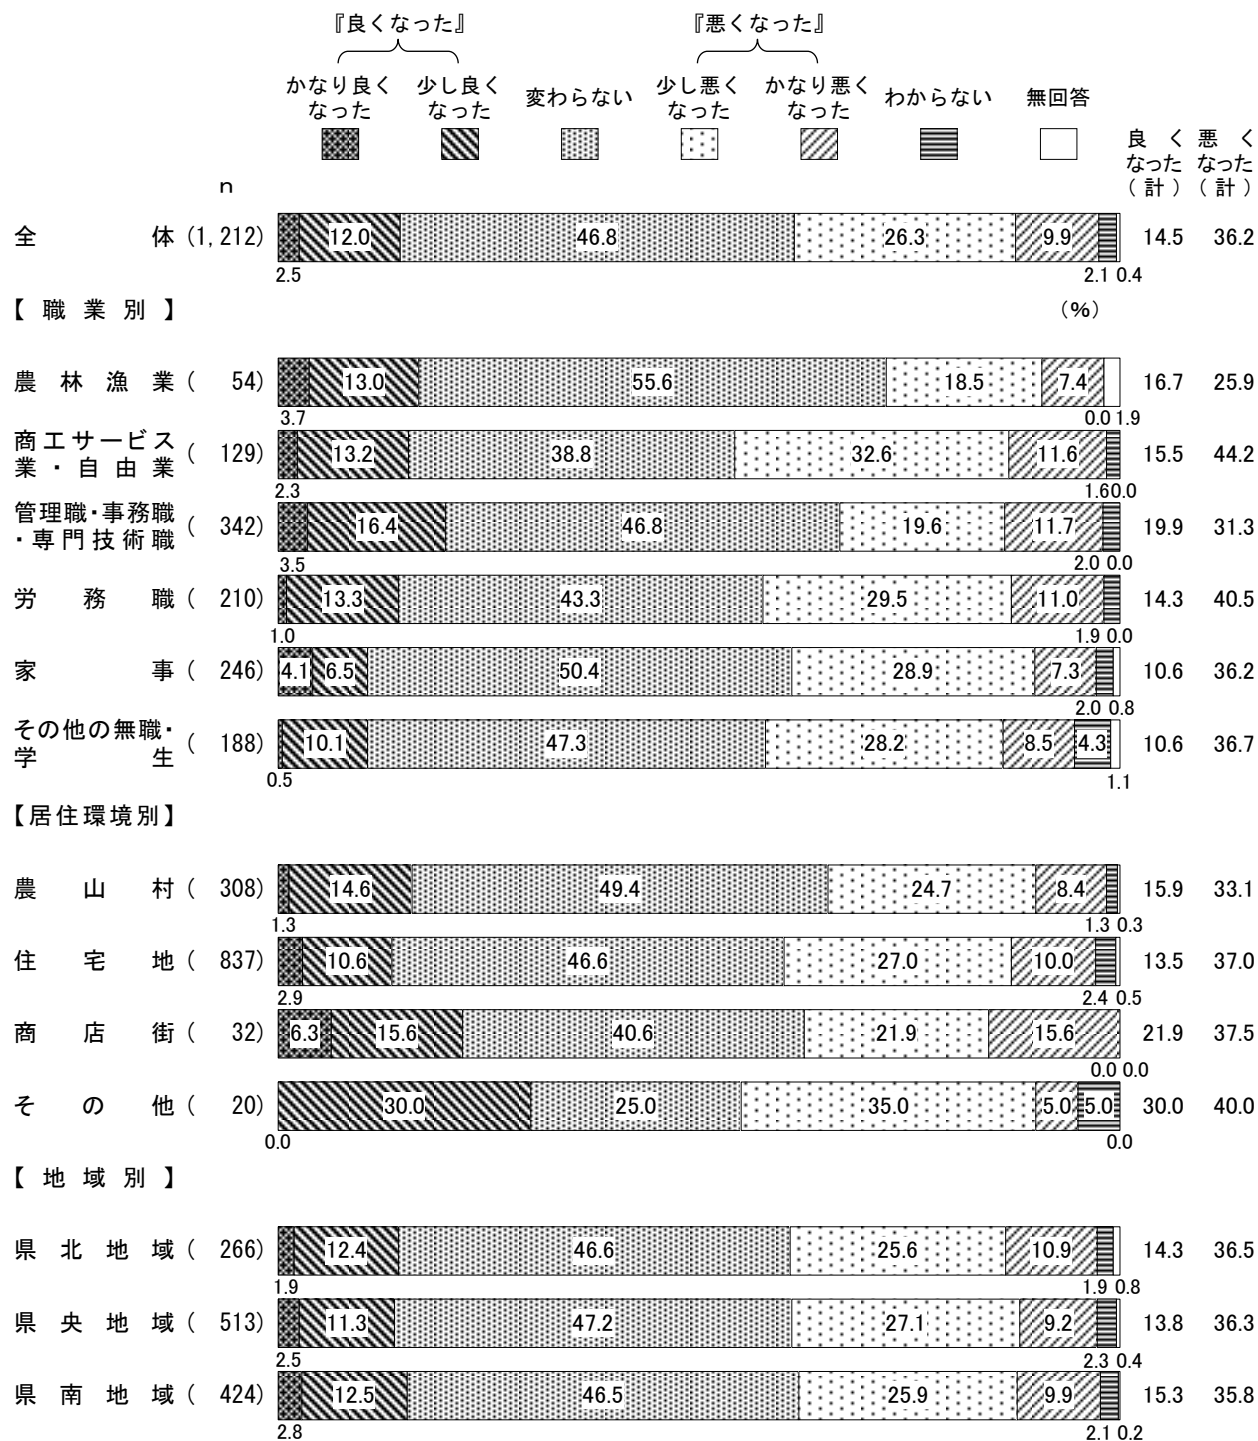 『良くなった』 『悪くなった』
かなり良く 少し良く 変わらない 少し悪く かなり悪く わからない 無回答
なった なった なった なった
良く 悪く
なった なった
n (計) (計)
全体 (1,212) 12.0 46.8 26.3 9.9 14.5 36.2
2.5 2.1 0.4
【職業別】 (%)
農林漁業 ( 54) 13.0 55.6 18.5 7.4 16.7 25.9
3.7 0.0 1.9
商工サービス
業・自由業 ( 129) 13.2 38.8 32.6 11.6 15.5 44.2
2.3 1.6 0.0
管理職・事務職
・専門技術職 ( 342) 16.4 46.8 19.6 11.7 19.9 31.3
3.5 2.0 0.0
労務職 ( 210) 13.3 43.3 29.5 11.0 14.3 40.5
1.0 1.9 0.0
家事 ( 246) 4.1 6.5 50.4 28.9 7.3 10.6 36.2
2.0 0.8
その他の無職・
学生 ( 188) 10.1 47.3 28.2 8.5 4.3 10.6 36.7
0.5 1.1
【居住環境別】
農山村 ( 308) 14.6 49.4 24.7 8.4 15.9 33.1
1.3 1.3 0.3
住宅地 ( 837) 10.6 46.6 27.0 10.0 13.5 37.0
2.9 2.4 0.5
商店街 ( 32) 6.3 15.6 40.6 21.9 15.6 21.9 37.5
0.0 0.0
その他 ( 20) 30.0 25.0 35.0 5.0 5.0 30.0 40.0
0.0 0.0
【地域別】
県北地域 ( 266) 12.4 46.6 25.6 10.9 14.3 36.5
1.9 1.9 0.8
県央地域 ( 513) 11.3 47.2 27.1 9.2 13.8 36.3
2.5 2.3 0.4
県南地域 ( 424) 12.5 46.5 25.9 9.9 15.3 35.8
2.8 2.1 0.2